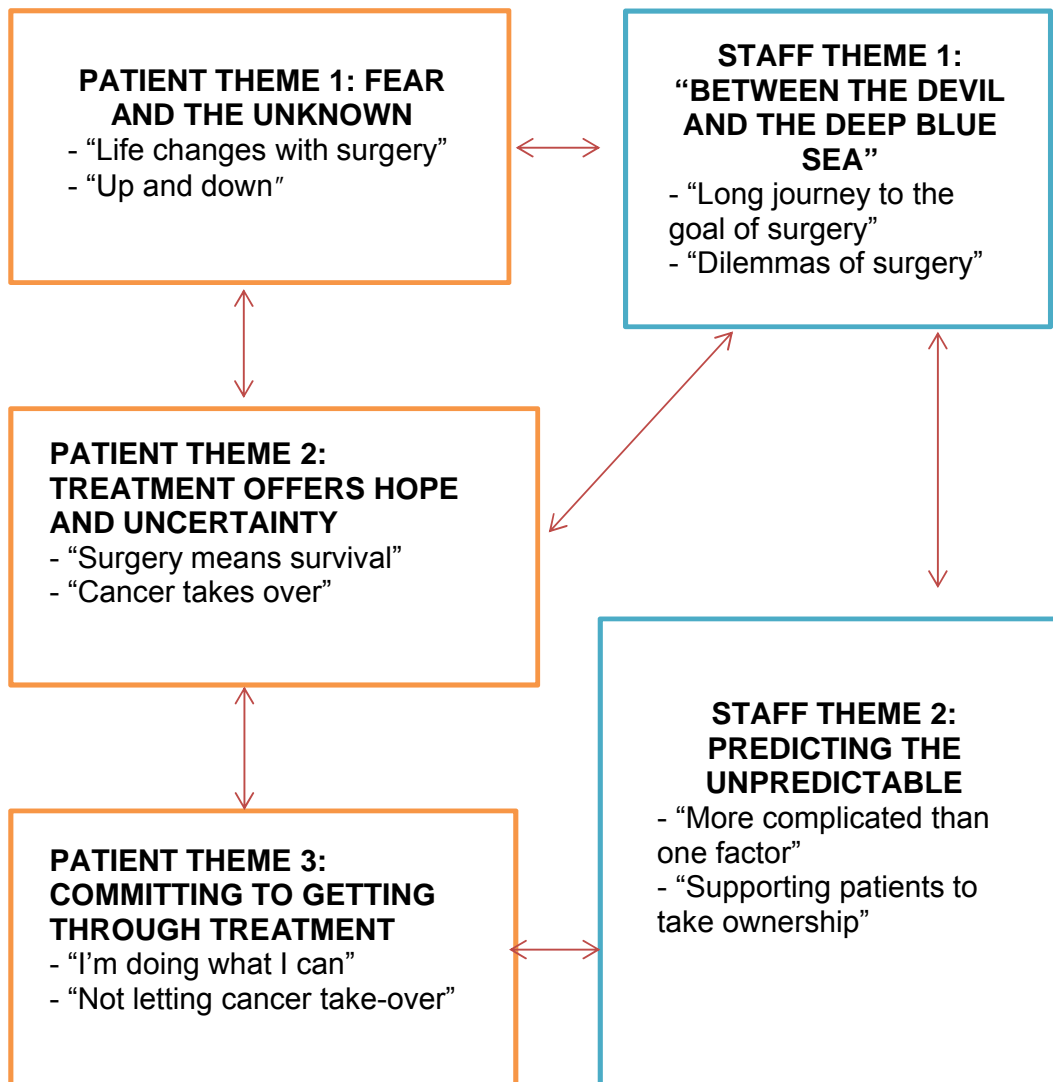 PATIENT THEME 1: FEAR
AND THE UNKNOWN
- “Life changes with surgery”
- “Up and down”
STAFF THEME 1:
“BETWEEN THE DEVIL
AND THE DEEP BLUE
SEA”
- “Long journey to the
goal of surgery”
- “Dilemmas of surgery”
PATIENT THEME 2:
TREATMENT OFFERS HOPE
AND UNCERTAINTY
- “Surgery means survival”
- “Cancer takes over”
STAFF THEME 2:
PREDICTING THE
UNPREDICTABLE
- “More complicated than
one factor”
- “Supporting patients to
take ownership”
PATIENT THEME 3:
COMMITTING TO GETTING
THROUGH TREATMENT
- “I’m doing what I can”
- “Not letting cancer take-over”